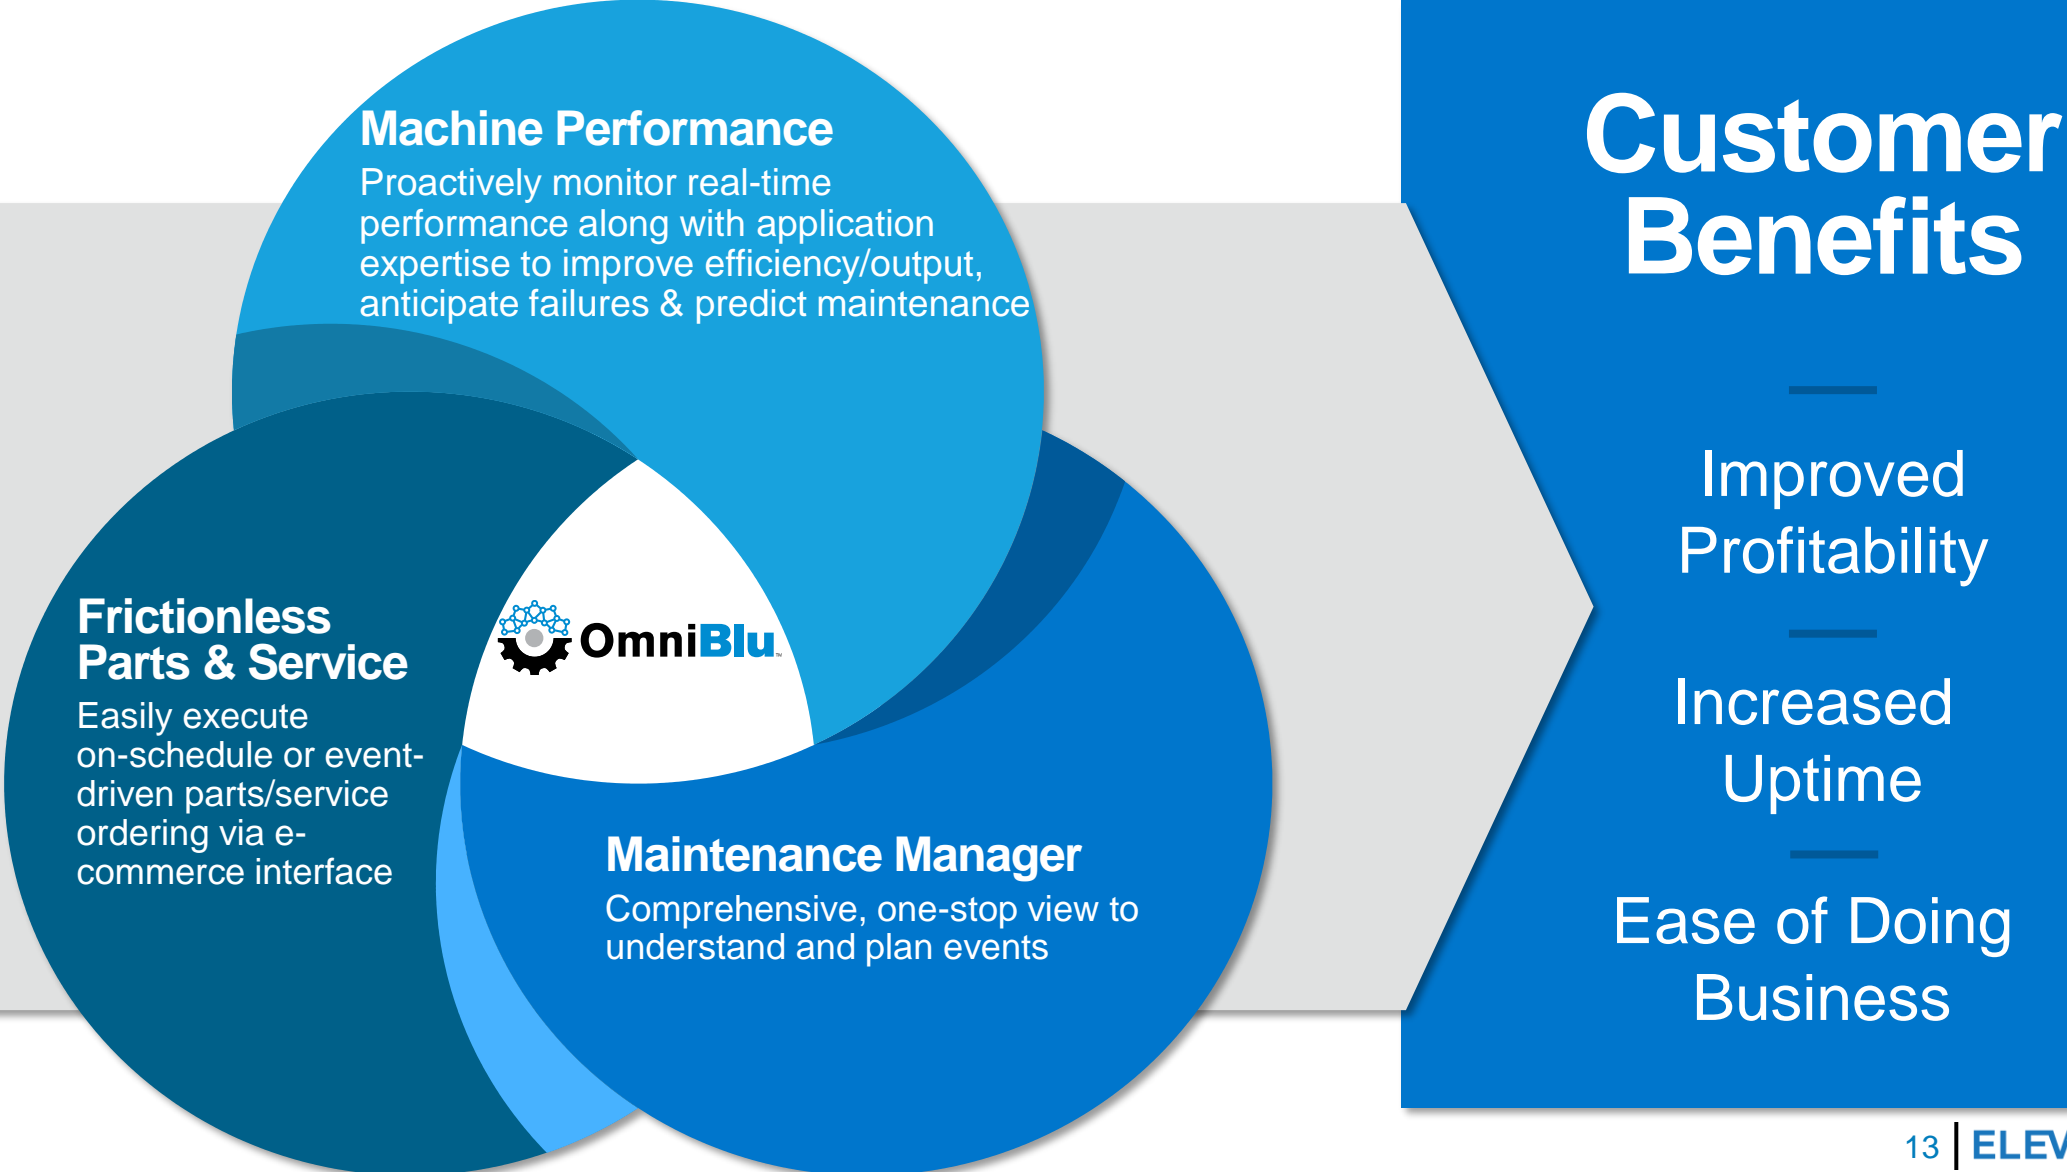 Machine Performance
Proactively monitor real-time
performance along with application
expertise to improve efficiency/output,
anticipate failures & predict maintenance
Frictionless
Parts & Service
Easily execute
on-schedule or event-
driven parts/service
ordering via e-
commerce interface
OmniBlu™
Maintenance Manager
Comprehensive, one-stop view to
understand and plan events
Customer
Benefits
Improved
Profitability
Increased
Uptime
Ease of Doing
Business
13